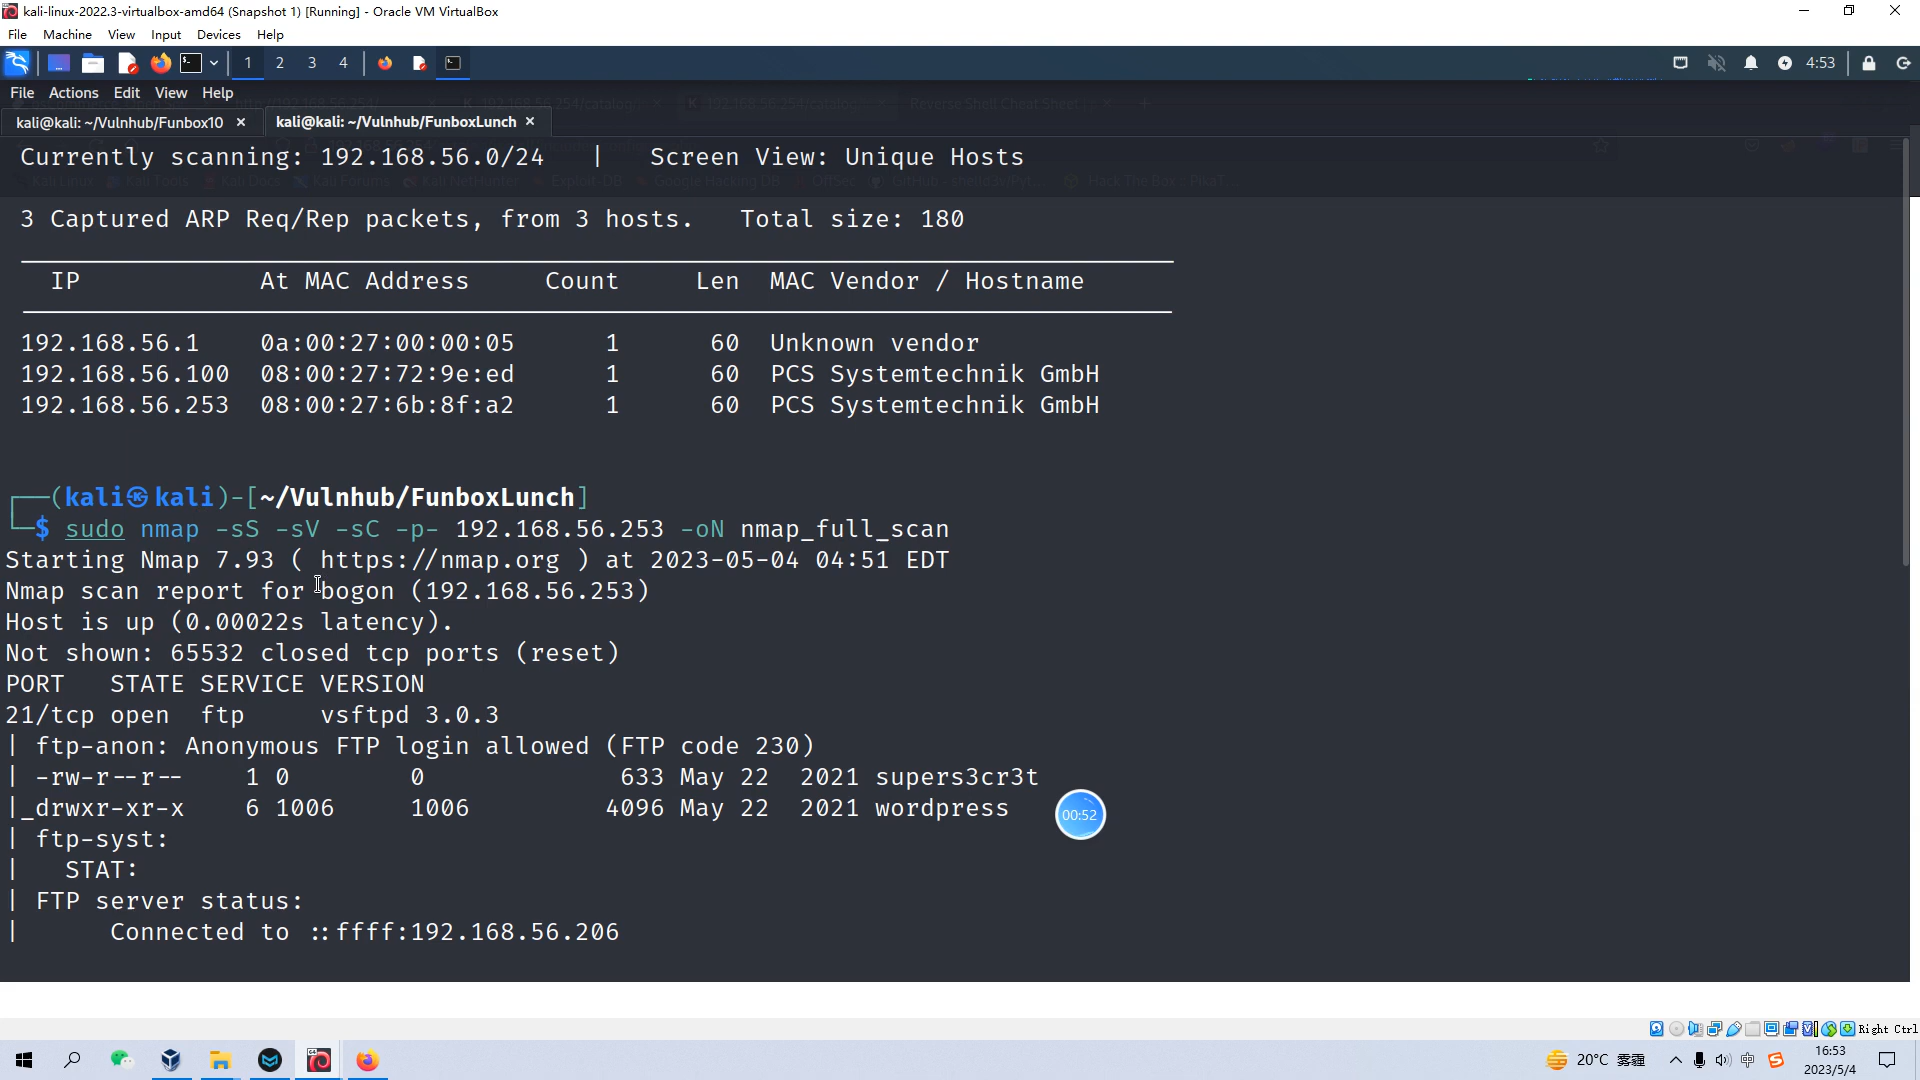 kali-linux-2022.3-virtualbox-amd64 (Snapshot 1) [Running] - Oracle VM VirtualBox
File Machine View Input Devices Help
1 2 3 4 4:53
File Actions Edit View Help
kali@kali: ~/Vulnhub/Funbox10 × kali@kali: ~/Vulnhub/FunboxLunch ×
Currently scanning: 192.168.56.0/24 | Screen View: Unique Hosts
3 Captured ARP Req/Rep packets, from 3 hosts. Total size: 180
IP At MAC Address Count Len MAC Vendor / Hostname
192.168.56.1 0a:00:27:00:00:05 1 60 Unknown vendor
192.168.56.100 08:00:27:72:9e:ed 1 60 PCS Systemtechnik GmbH
192.168.56.253 08:00:27:6b:8f:a2 1 60 PCS Systemtechnik GmbH
┌──(kali㉿kali)-[~/Vulnhub/FunboxLunch]
└─$ sudo nmap -sS -sV -sC -p- 192.168.56.253 -oN nmap_full_scan
Starting Nmap 7.93 ( https://nmap.org ) at 2023-05-04 04:51 EDT
Nmap scan report for bogon (192.168.56.253)
Host is up (0.00022s latency).
Not shown: 65532 closed tcp ports (reset)
PORT STATE SERVICE VERSION
21/tcp open ftp vsftpd 3.0.3
| ftp-anon: Anonymous FTP login allowed (FTP code 230)
| -rw-r--r-- 1 0 0 633 May 22 2021 supers3cr3t
|_drwxr-xr-x 6 1006 1006 4096 May 22 2021 wordpress
00:52
| ftp-syst:
| STAT:
| FTP server status:
| Connected to ::ffff:192.168.56.206
Right Ctrl
20°C 雾霾 中 16:53
2023/5/4